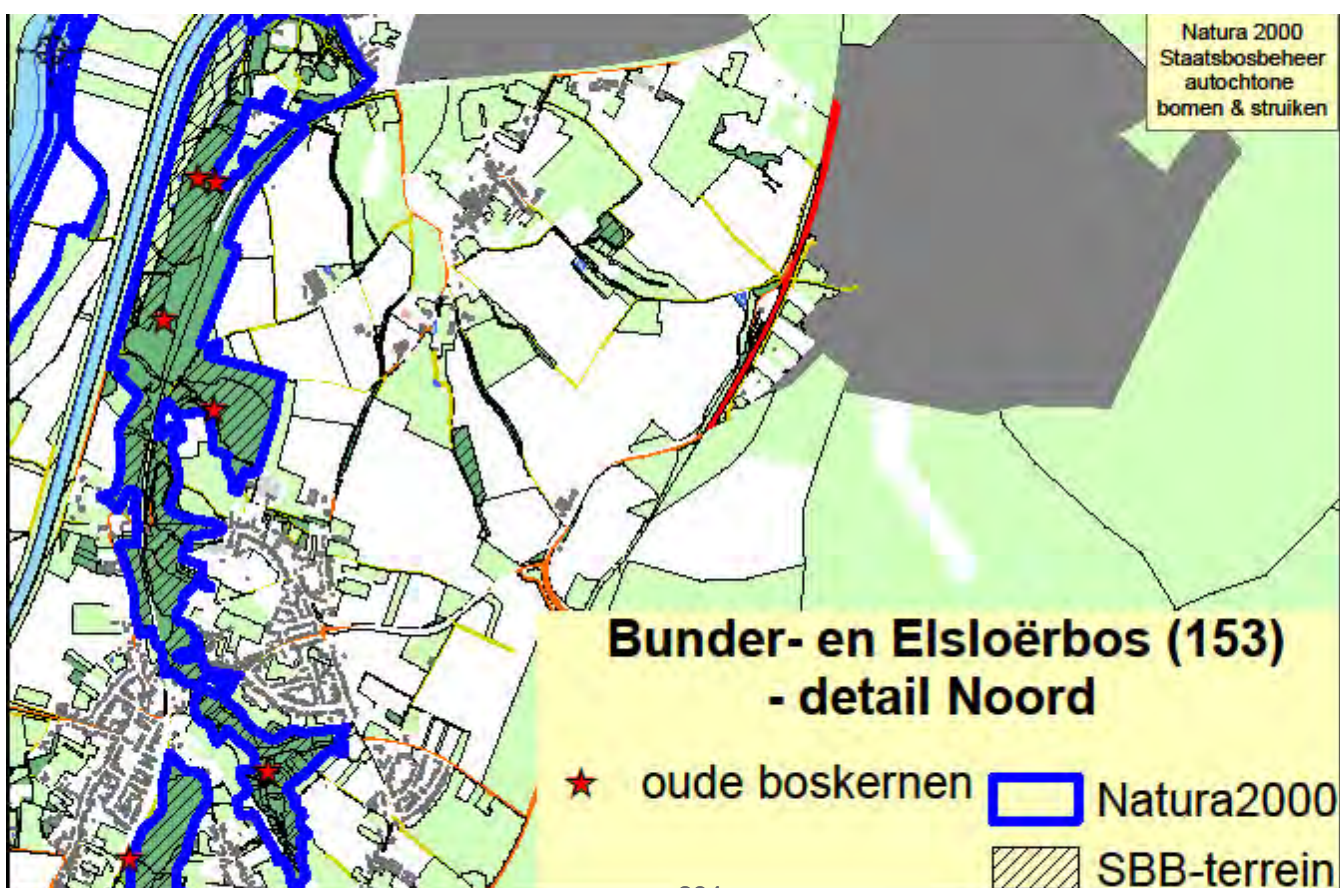 Natura 2000
Staatsbosbeheer
autochtone
bomen & struiken
Bunder- en Elsloërbos (153)
- detail Noord
oude boskernen
Natura2000
SBB-terrein